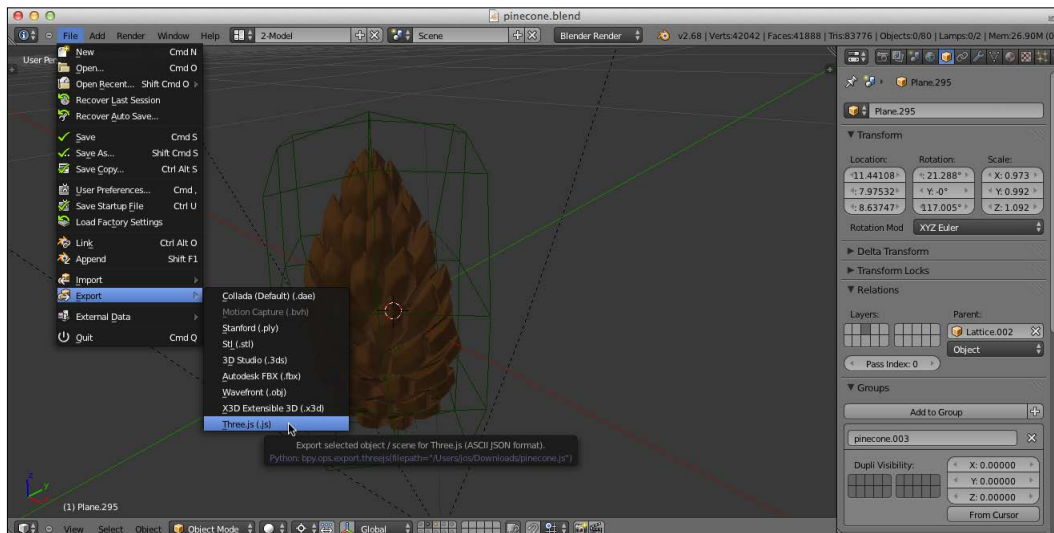 pinecone.blend
File Add Render Window Help 2-Model Scene Blender Render v2.68 | Verts:42042 | Faces:41888 | Tris:83776 | Objects:0/80 | Lamps:0/2 | Mem:26.90M (0
User Per
New Cmd N
Open... Cmd O
Open Recent... Shift Cmd O
Recover Last Session
Recover Auto Save...
Save Cmd S
Save As... Shift Cmd S
Save Copy... Ctrl Alt S
User Preferences... Cmd ,
Save Startup File Ctrl U
Load Factory Settings
Link Ctrl Alt O
Append Shift F1
Import
Export
External Data
Quit Cmd Q
Collada (Default) (.dae)
Motion Capture (.bvh)
Stanford (.ply)
Stl (.stl)
3D Studio (.3ds)
Autodesk FBX (.fbx)
Wavefront (.obj)
X3D Extensible 3D (.x3d)
Three.js (.js)
Export selected object / scene for Three.js (ASCII JSON format).
Python: bpy.ops.export.threejs(filepath="/Users/jos/Downloads/pinecone.js")
z
y
(1) Plane.295
View Select Object Object Mode Global
Plane.295
Plane.295
Transform
Location: Rotation: Scale:
11.44108 : 21.288° X: 0.973
: 7.97532 Y: -0° Y: 0.992
: 8.63747 117.005° Z: 1.092
Rotation Mod XYZ Euler
Delta Transform
Transform Locks
Relations
Layers: Parent:
Lattice.002
Object
Pass Index: 0
Groups
Add to Group
pinecone.003
Dupli Visibility: X: 0.00000
Y: 0.00000
Z: 0.00000
From Cursor